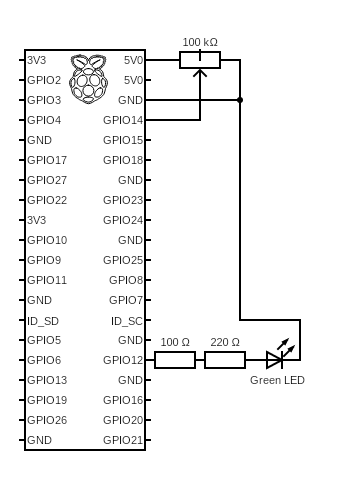 100 kΩ
3V3 5V0
GPIO2 5V0
GPIO3 GND
GPIO4 GPIO14
GND GPIO15
GPIO17 GPIO18
GPIO27 GND
GPIO22 GPIO23
3V3 GPIO24
GPIO10 GND
GPIO9 GPIO25
GPIO11 GPIO8
GND GPIO7
ID_SD ID_SC
GPIO5 GND
GPIO6 GPIO12 100 Ω 220 Ω
GPIO13 GND Green LED
GPIO19 GPIO16
GPIO26 GPIO20
GND GPIO21